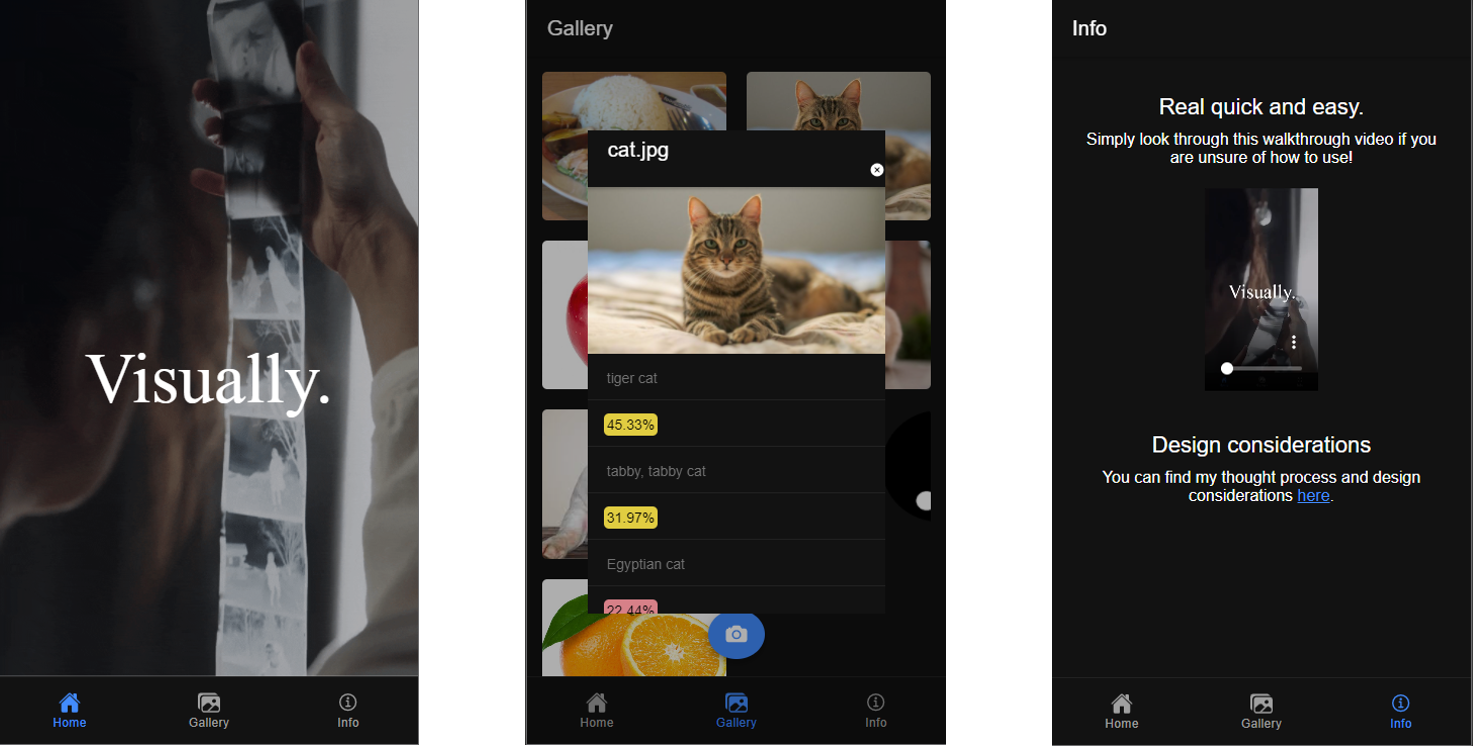 Visually.
Home
Gallery
Info
Gallery
cat.jpg
tiger cat
45.33%
tabby, tabby cat
31.97%
Egyptian cat
22.44%
Home
Gallery
Info
Info
Real quick and easy.
Simply look through this walkthrough video if you
are unsure of how to use!
Visually.
Design considerations
You can find my thought process and design
considerations here.
Home
Gallery
Info